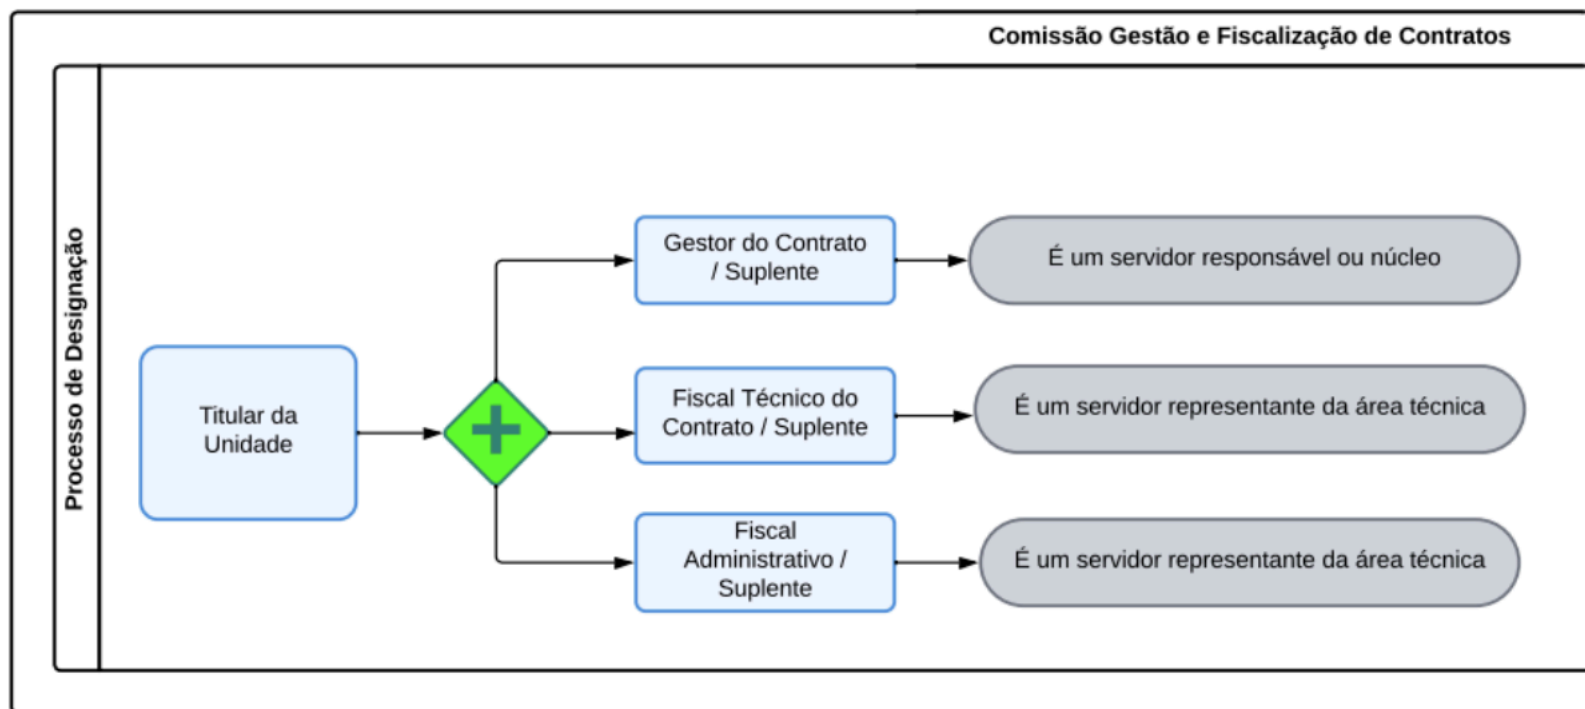 Comissão Gestão e Fiscalização de Contratos
Processo de Designação
Titular da
Unidade
Gestor do Contrato
/ Suplente
É um servidor responsável ou núcleo
Fiscal Técnico do
Contrato / Suplente
É um servidor representante da área técnica
Fiscal
Administrativo /
Suplente
É um servidor representante da área técnica